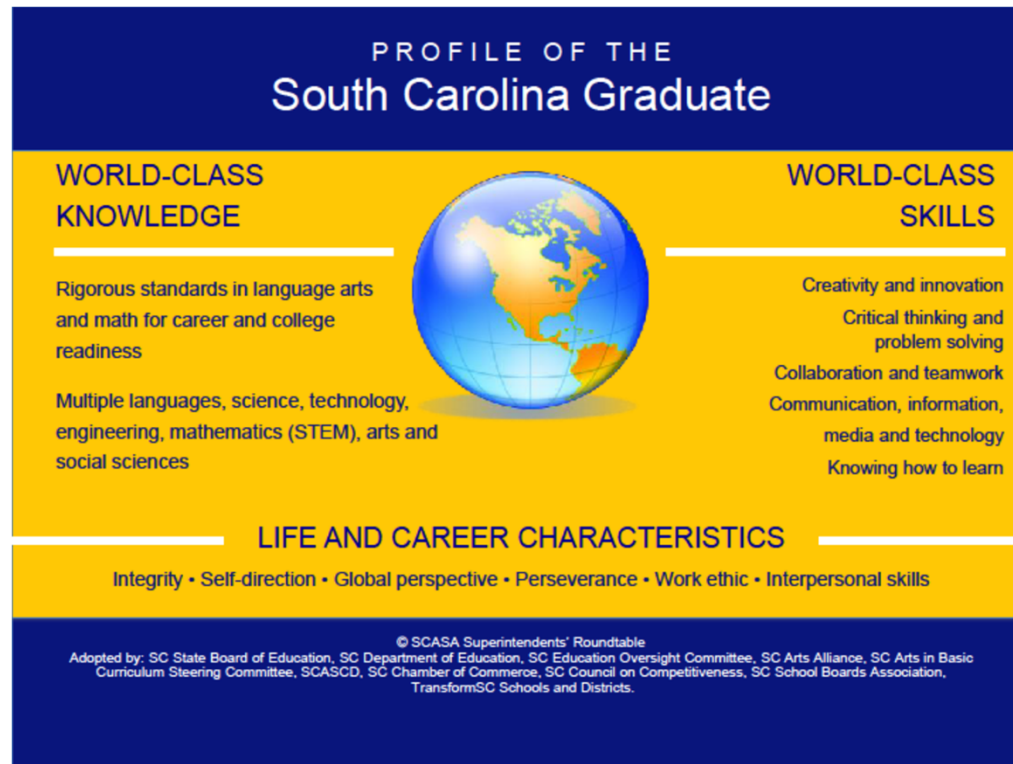 PROFILE OF THE
South Carolina Graduate
WORLD-CLASS
KNOWLEDGE
Rigorous standards in language arts
and math for career and college
readiness
Multiple languages, science, technology,
engineering, mathematics (STEM), arts and
social sciences
WORLD-CLASS
SKILLS
Creativity and innovation
Critical thinking and
problem solving
Collaboration and teamwork
Communication, information,
media and technology
Knowing how to learn
LIFE AND CAREER CHARACTERISTICS
Integrity • Self-direction • Global perspective • Perseverance • Work ethic • Interpersonal skills
© SCASA Superintendents' Roundtable
Adopted by: SC State Board of Education, SC Department of Education, SC Education Oversight Committee, SC Arts Alliance, SC Arts in Basic
Curriculum Steering Committee, SCASCD, SC Chamber of Commerce, SC Council on Competitiveness, SC School Boards Association,
TransformSC Schools and Districts.